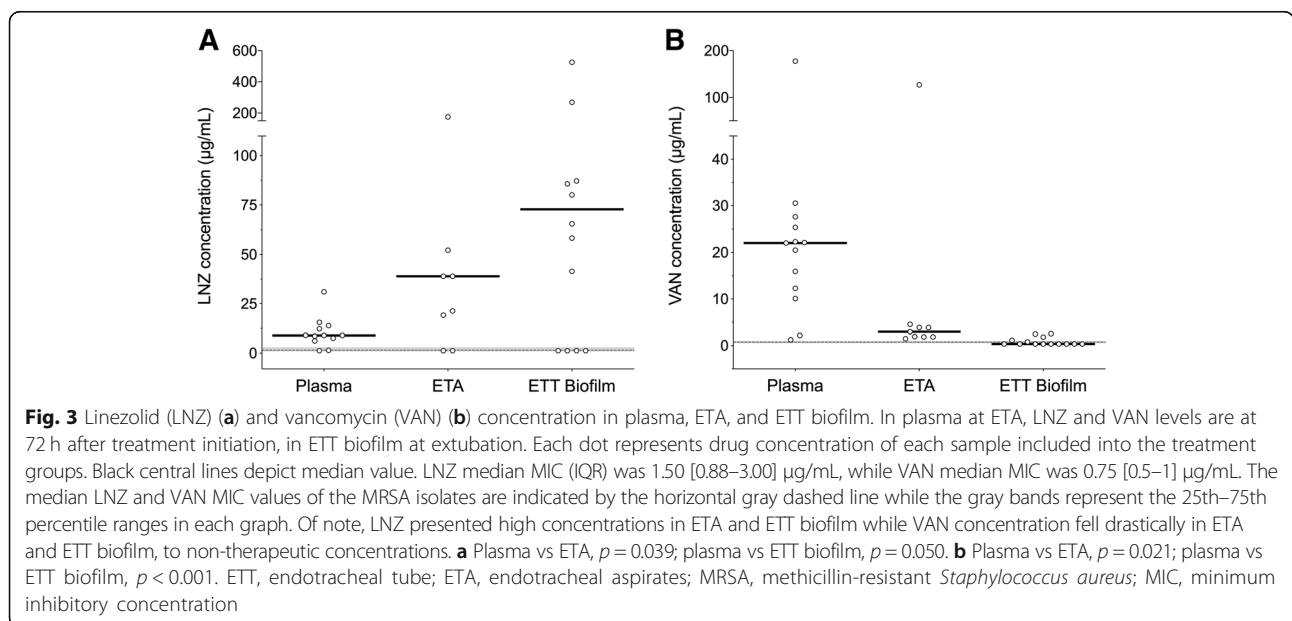 A
B
600
500
400
300
200
100
100
75
50
25
0
LNZ concentration (µg/mL)
Plasma
ETA
ETT Biofilm
200
100
40
30
20
10
0
VAN concentration (µg/mL)
Plasma
ETA
ETT Biofilm
Fig. 3 Linezolid (LNZ) (a) and vancomycin (VAN) (b) concentration in plasma, ETA, and ETT biofilm. In plasma at ETA, LNZ and VAN levels are at
72 h after treatment initiation, in ETT biofilm at extubation. Each dot represents drug concentration of each sample included into the treatment
groups. Black central lines depict median value. LNZ median MIC (IQR) was 1.50 [0.88–3.00] µg/mL, while VAN median MIC was 0.75 [0.5–1] µg/mL. The
median LNZ and VAN MIC values of the MRSA isolates are indicated by the horizontal gray dashed line while the gray bands represent the 25th–75th
percentile ranges in each graph. Of note, LNZ presented high concentrations in ETA and ETT biofilm while VAN concentration fell drastically in ETA
and ETT biofilm, to non-therapeutic concentrations. a Plasma vs ETA, p = 0.039; plasma vs ETT biofilm, p = 0.050. b Plasma vs ETA, p = 0.021; plasma vs
ETT biofilm, p < 0.001. ETT, endotracheal tube; ETA, endotracheal aspirates; MRSA, methicillin-resistant Staphylococcus aureus; MIC, minimum
inhibitory concentration